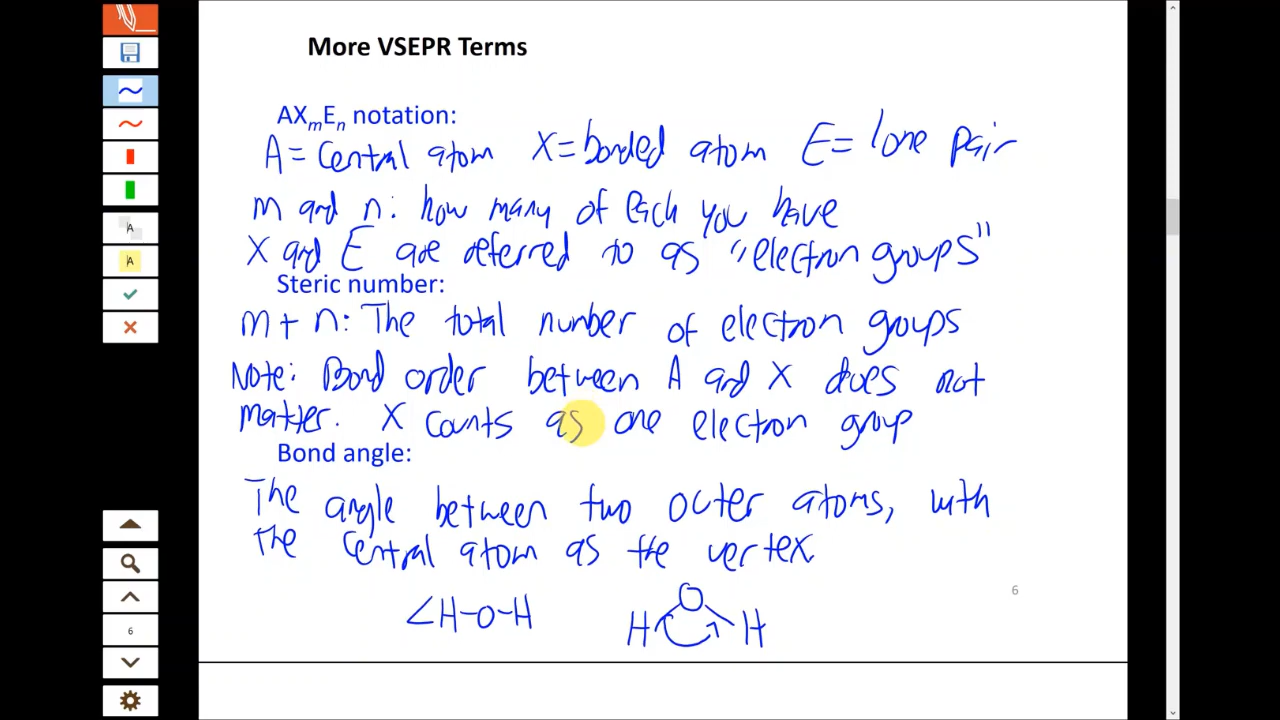 More VSEPR Terms
AXmEn notation:
A = Central atom X = bonded atom E = lone pair
m and n: how many of each you have
X and E are referred to as "electron groups"
Steric number:
m + n: The total number of electron groups
Note: Bond order between A and X does not
matter. X counts as one electron group
Bond angle:
The angle between two outer atoms, with
the central atom as the vertex
6
∠H-O-H
O
H H
A
A
6